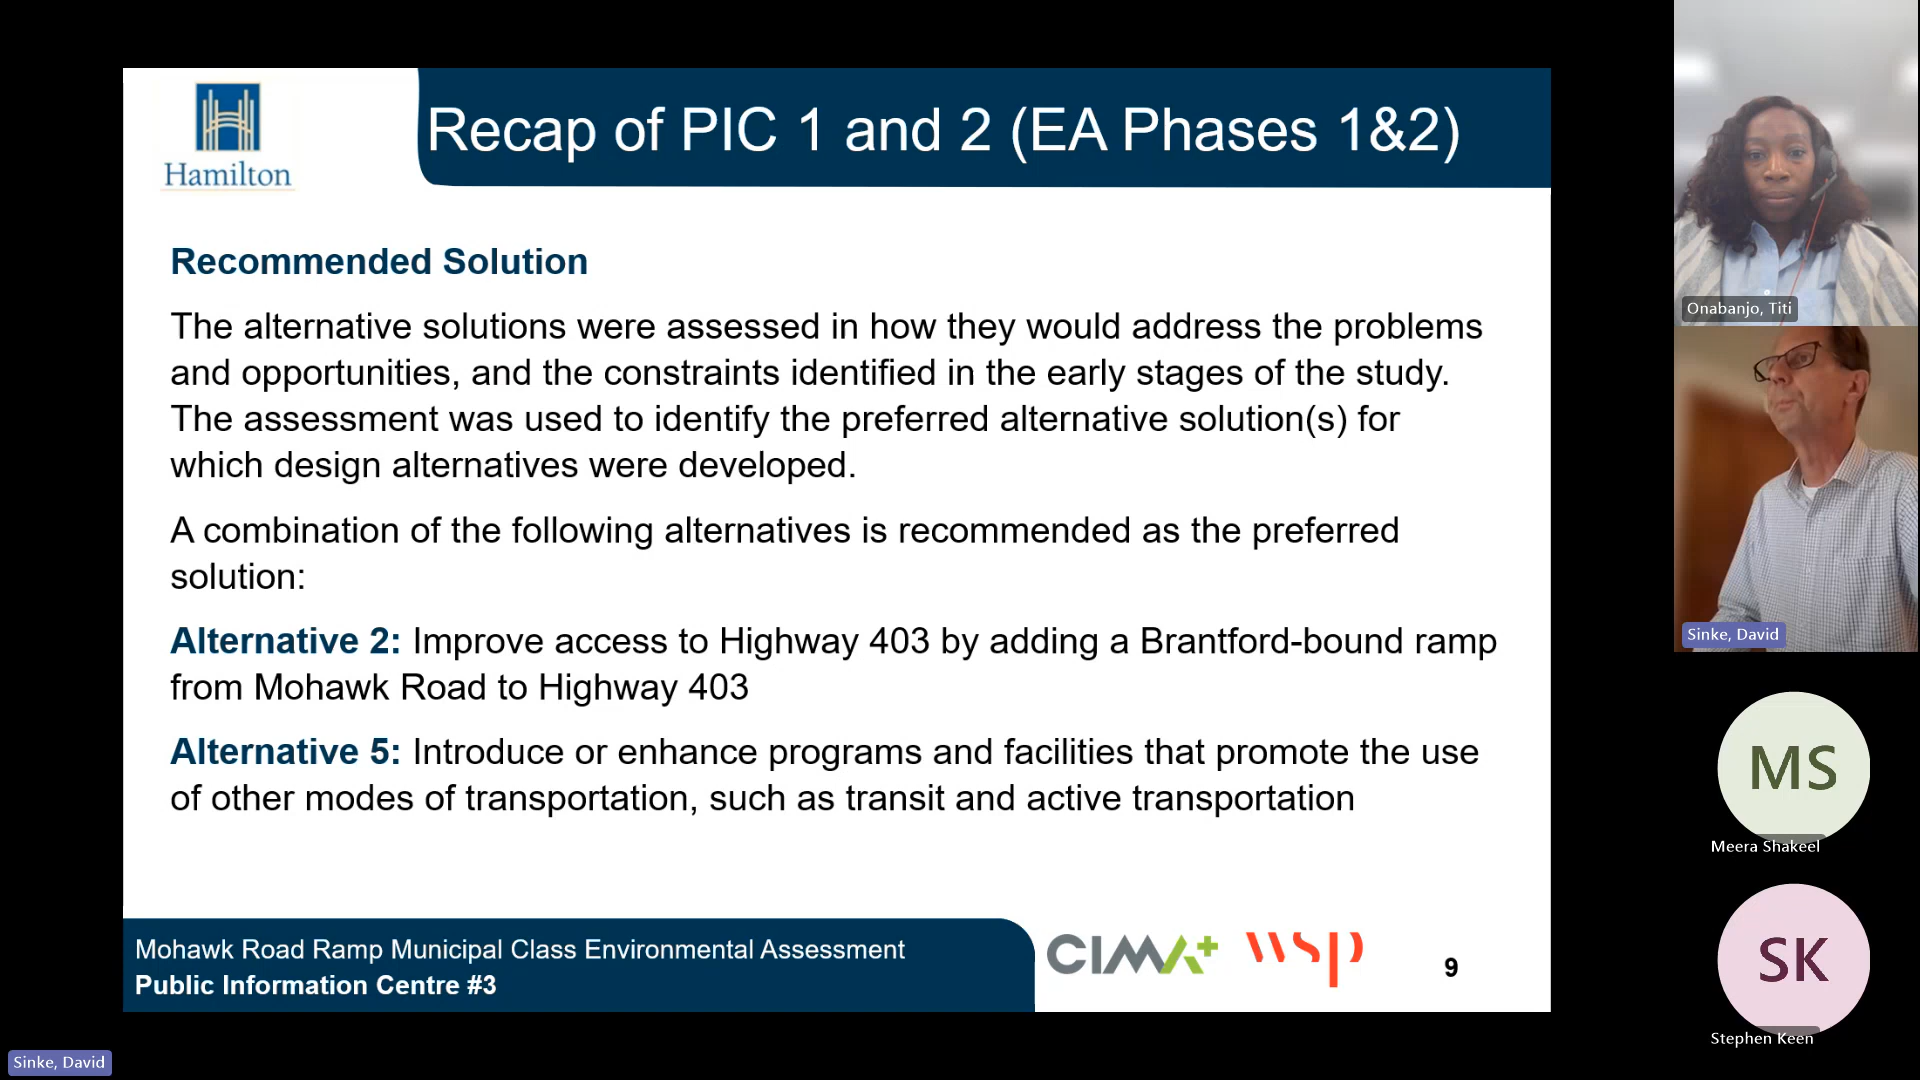 Hamilton
Recap of PIC 1 and 2 (EA Phases 1&2)
Recommended Solution
The alternative solutions were assessed in how they would address the problems
and opportunities, and the constraints identified in the early stages of the study.
The assessment was used to identify the preferred alternative solution(s) for
which design alternatives were developed.
A combination of the following alternatives is recommended as the preferred
solution:
Alternative 2: Improve access to Highway 403 by adding a Brantford-bound ramp
from Mohawk Road to Highway 403
Alternative 5: Introduce or enhance programs and facilities that promote the use
of other modes of transportation, such as transit and active transportation
Mohawk Road Ramp Municipal Class Environmental Assessment
Public Information Centre #3
CIMA+
wsp
9
Onabanjo, Titi
Sinke, David
MS
Meera Shakeel
SK
Stephen Keen
Sinke, David